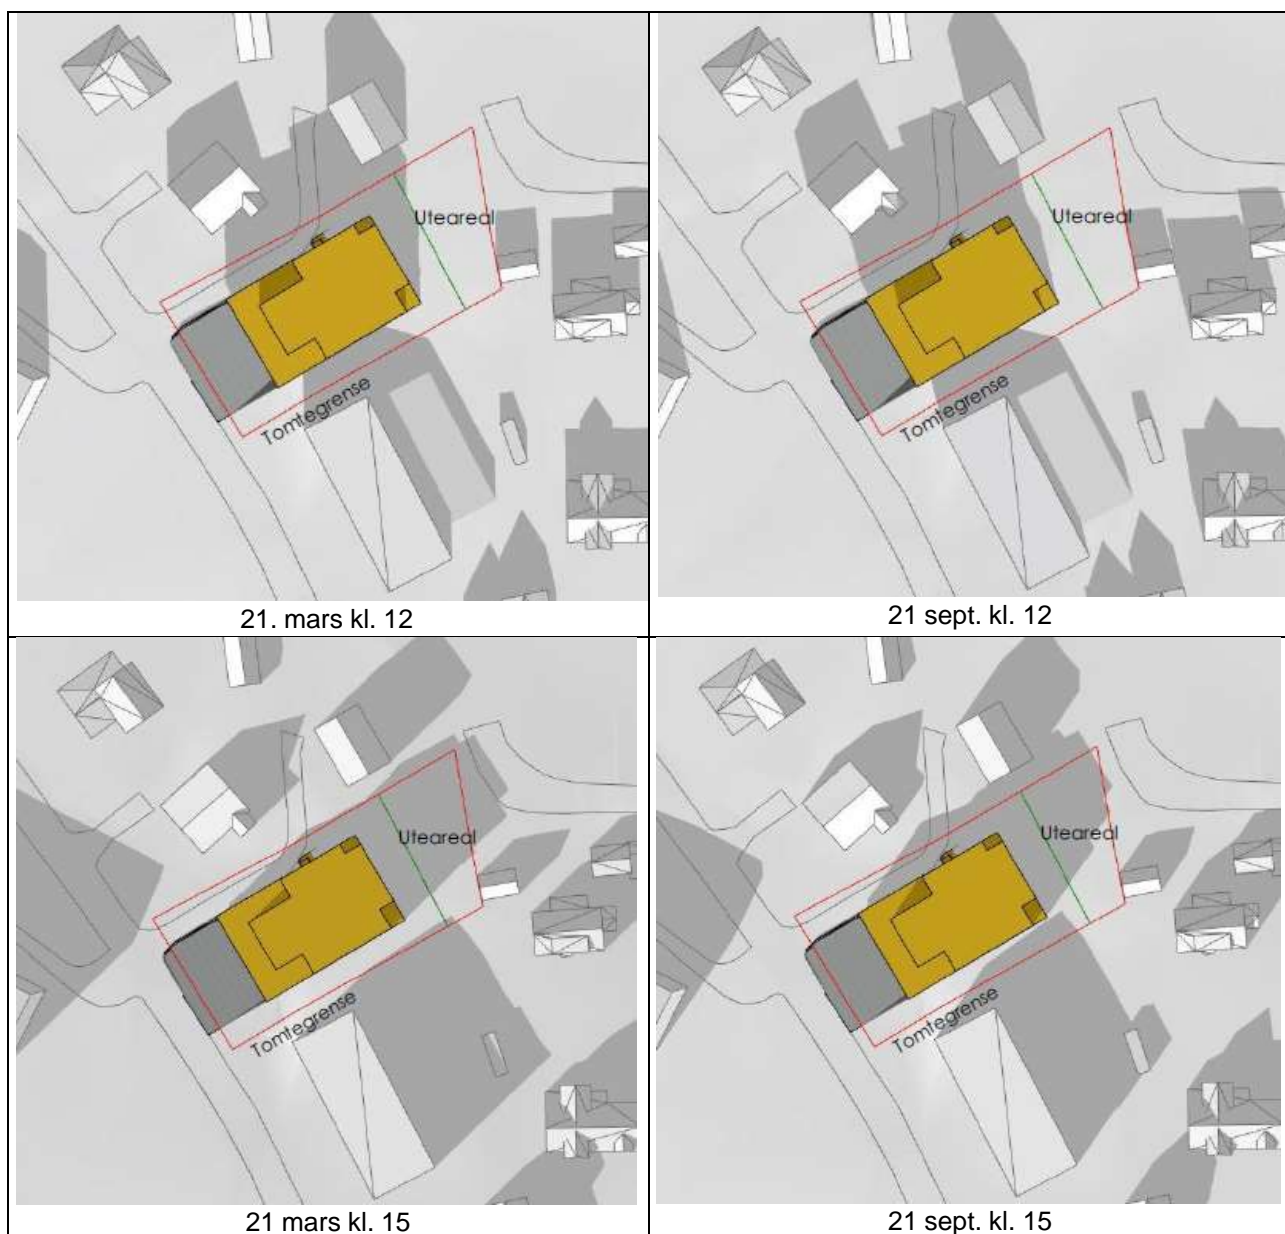 Uteareal
Tomtegrense
21. mars kl. 12
Uteareal
Tomtegrense
21 sept. kl. 12
Uteareal
Tomtegrense
21 mars kl. 15
Uteareal
Tomtegrense
21 sept. kl. 15